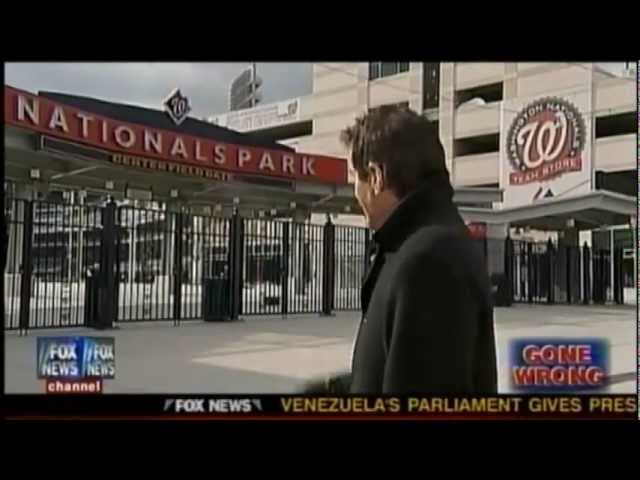 NATIONALS PARK
CENTER FIELD GATE
W
WASHINGTON NATIONALS
W
TEAM STORE
FOX NEWS channel
FOX NEWS
GONE WRONG
FOX NEWS
VENEZUELA'S PARLIAMENT GIVES PRES